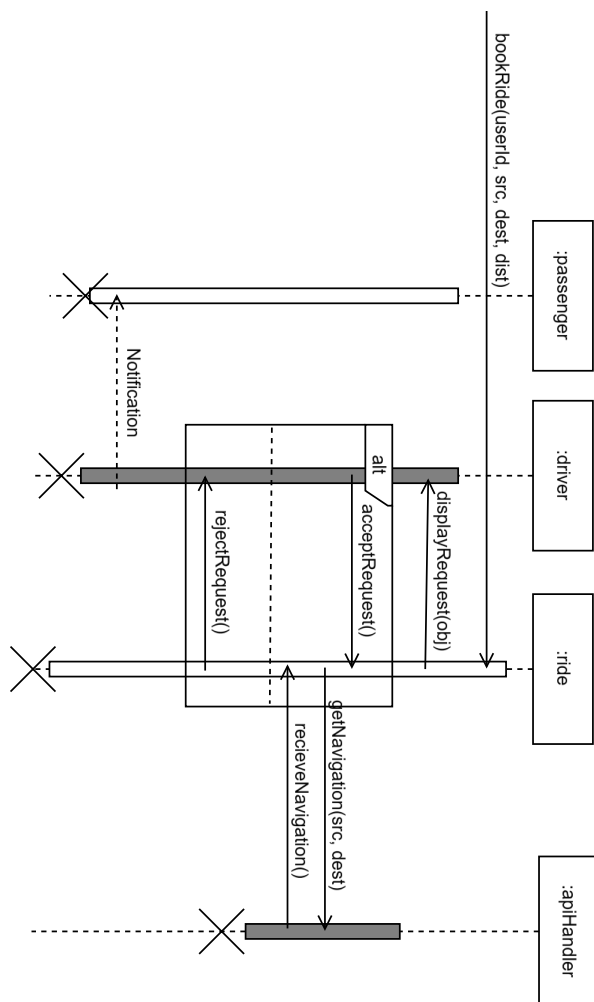 :passenger
:driver
:ride
:apiHandler
bookRide(userId, src, dest, dist)
displayRequest(obj)
alt
acceptRequest()
getNavigation(src, dest)
recieveNavigation()
rejectRequest()
Notification